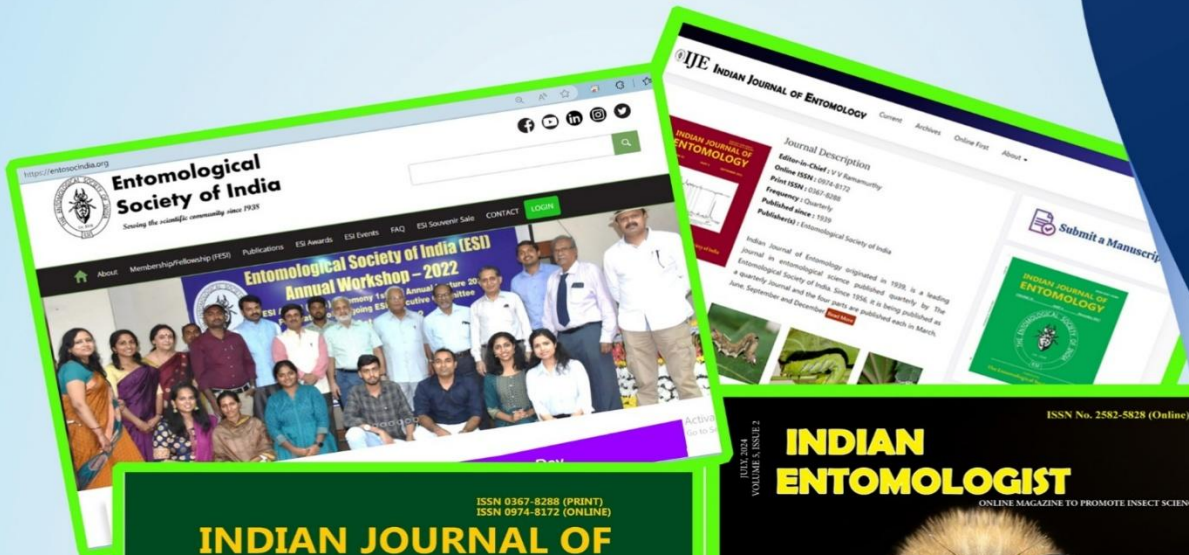 https://entosocindia.org
Entomological
Society of India
Serving the scientific community since 1938
About Membership/Fellowship (FESI) Publications ESI Awards ESI Events FAQ ESI Souvenir Sale CONTACT LOGIN
Entomological Society of India (ESI)
Annual Workshop – 2022
IJE INDIAN JOURNAL OF ENTOMOLOGY
Current Archives Online First About
INDIAN JOURNAL OF
ENTOMOLOGY
Journal Description
Editor-in-Chief : V V Ramamurthy
Online ISSN : 0974-8172
Print ISSN : 0367-8288
Frequency : Quarterly
Published since : 1939
Publisher(s) : Entomological Society of India
Indian Journal of Entomology originated in 1939, is a leading
journal in entomological science published quarterly by The
Entomological Society of India. Since 1956, it is being published as
a quarterly journal and the four parts are published each in March,
June, September and December Read More
Submit a Manuscrip
INDIAN JOURNAL OF
ENTOMOLOGY
ISSN 0367-8288 (PRINT)
ISSN 0974-8172 (ONLINE)
INDIAN JOURNAL OF
JULY, 2024
VOLUME 5, ISSUE 2
ISSN No. 2582-5828 (Online)
INDIAN
ENTOMOLOGIST
ONLINE MAGAZINE TO PROMOTE INSECT SCIEN